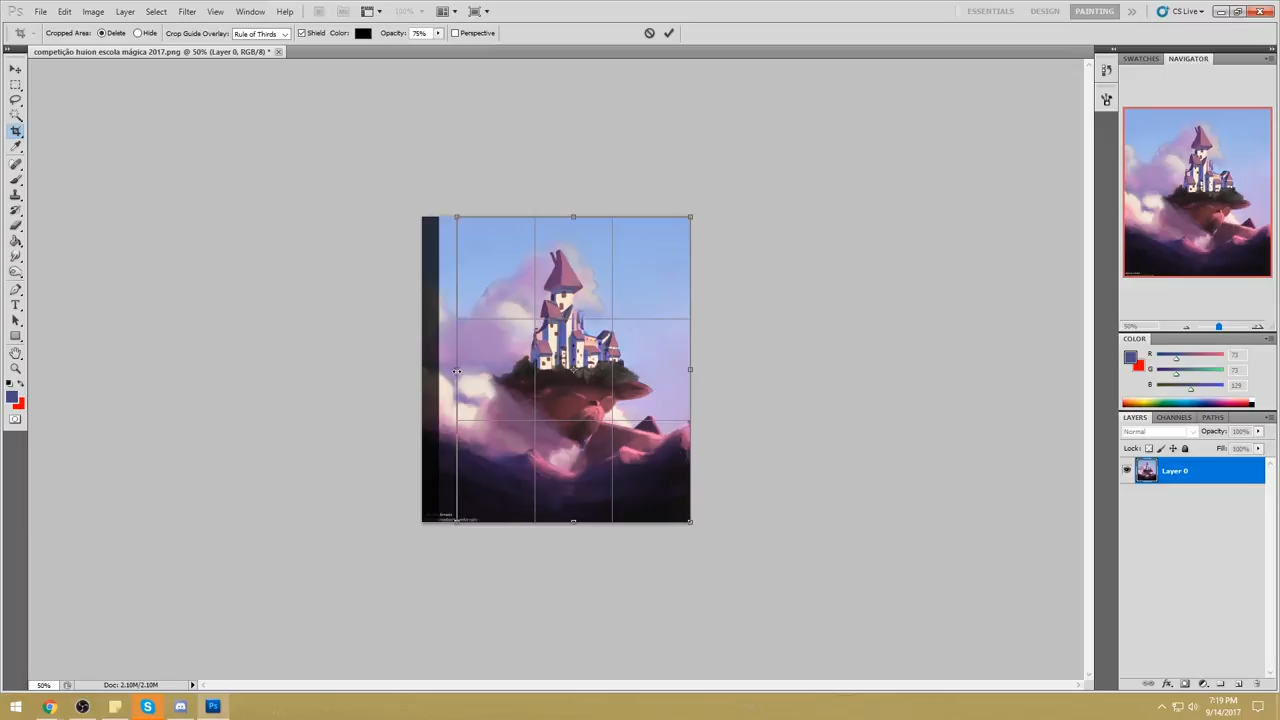 Ps File Edit Image Layer Select Filter View Window Help 100% ESSENTIALS DESIGN PAINTING CS Live
Cropped Area: Delete Hide Crop Guide Overlay: Rule of Thirds Shield Color: Opacity: 75% Perspective
competição huion escola mágica 2017.png @ 50% (Layer 0, RGB/8) *
SWATCHES NAVIGATOR
50%
COLOR
R 73
G 73
B 129
LAYERS CHANNELS PATHS
Normal Opacity: 100%
Lock: Fill: 100%
Layer 0
50% Doc: 2.10M/2.10M
7:19 PM
9/14/2017